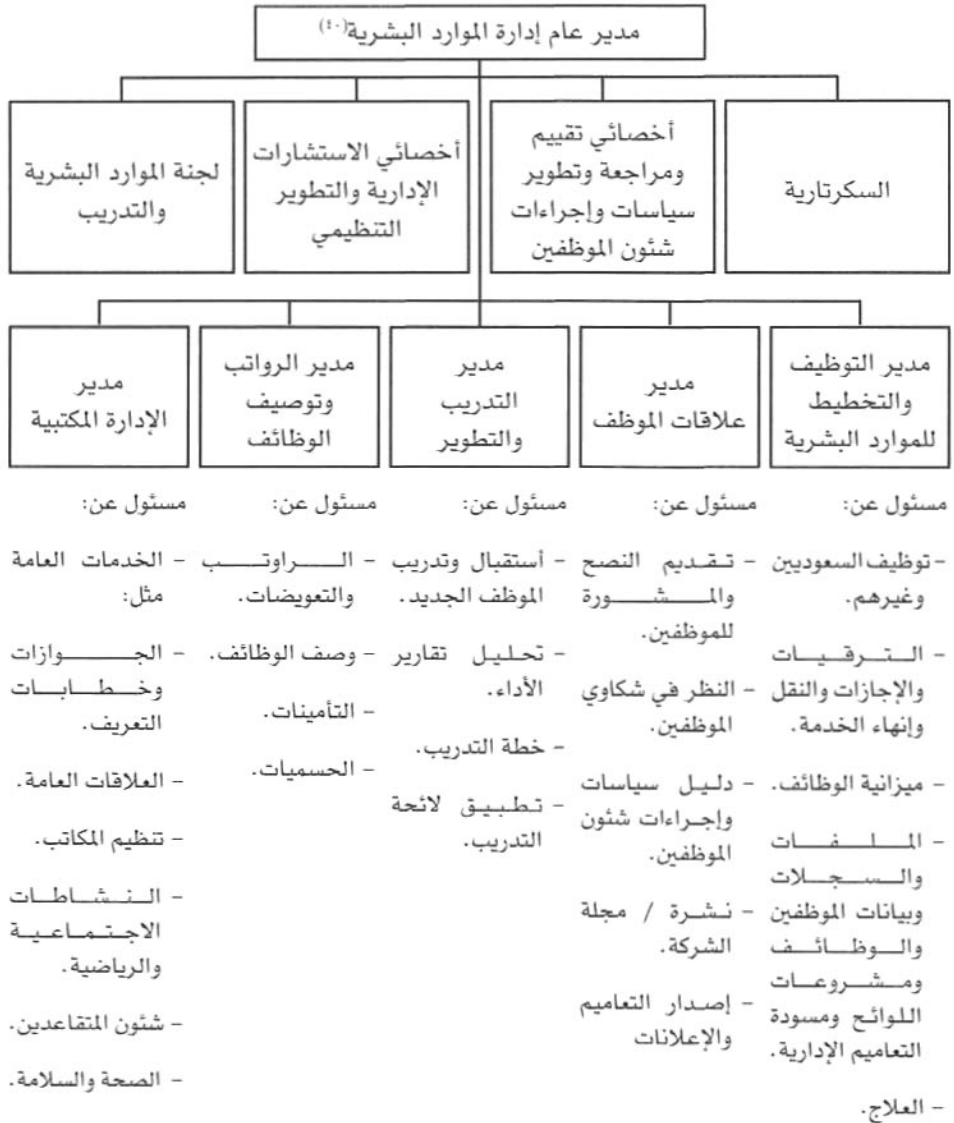 مدير عام إدارة الموارد البشرية(٤٠)
السكرتارية
أخصائي تقييم
ومراجعة وتطوير
سياسات وإجراءات
شئون الموظفين
أخصائي الاستشارات
الإدارية والتطوير
التنظيمي
لجنة الموارد البشرية
والتدريب
مدير التوظيف
والتخطيط
للموارد البشرية
مدير
علاقات الموظف
مدير
التدريب
والتطوير
مدير الرواتب
وتوصيف
الوظائف
مدير
الإدارة المكتبية
مسئول عن:
- توظيف السعوديين
وغيرهم.
- الترقيات
والإجازات والنقل
وإنهاء الخدمة.
- ميزانية الوظائف.
- الملفات
والسجلات
وبيانات الموظفين
والوظائف
ومشروعات
اللوائح ومسودة
التعاميم الإدارية.
- العلاج.
مسئول عن:
- تقديم النصح
والمشورة
للموظفين.
- النظر في شكاوي
الموظفين.
- دليل سياسات
وإجراءات شئون
الموظفين.
- نشرة / مجلة
الشركة.
- إصدار التعاميم
والإعلانات
مسئول عن:
- أستقبال وتدريب
الموظف الجديد.
- تحليل تقارير
الأداء.
- خطة التدريب.
- تطبيق لائحة
التدريب.
مسئول عن:
- الراوتب
والتعويضات.
- وصف الوظائف.
- التأمينات.
- الحسميات.
مسئول عن:
- الخدمات العامة
مثل:
- الجوازات
وخطابات
التعريف.
- العلاقات العامة.
- تنظيم المكاتب.
- النشاطات
الاجتماعية
والرياضية.
- شئون المتقاعدين.
- الصحة والسلامة.